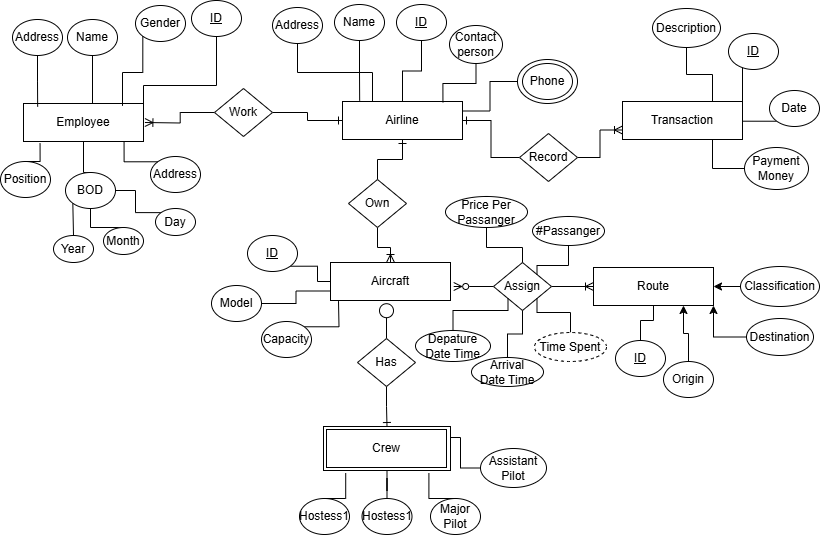 Address
Name
Gender
ID
Employee
Position
BOD
Address
Year
Month
Day
Work
Address
Name
ID
Contact
person
Phone
Airline
Record
Description
ID
Transaction
Date
Payment
Money
Own
ID
Model
Capacity
Aircraft
Price Per
Passanger
#Passanger
Assign
Depature
Date Time
Arrival
Date Time
Time Spent
Route
Classification
Destination
ID
Origin
Has
Crew
Assistant
Pilot
Hostess1
Hostess1
Major
Pilot